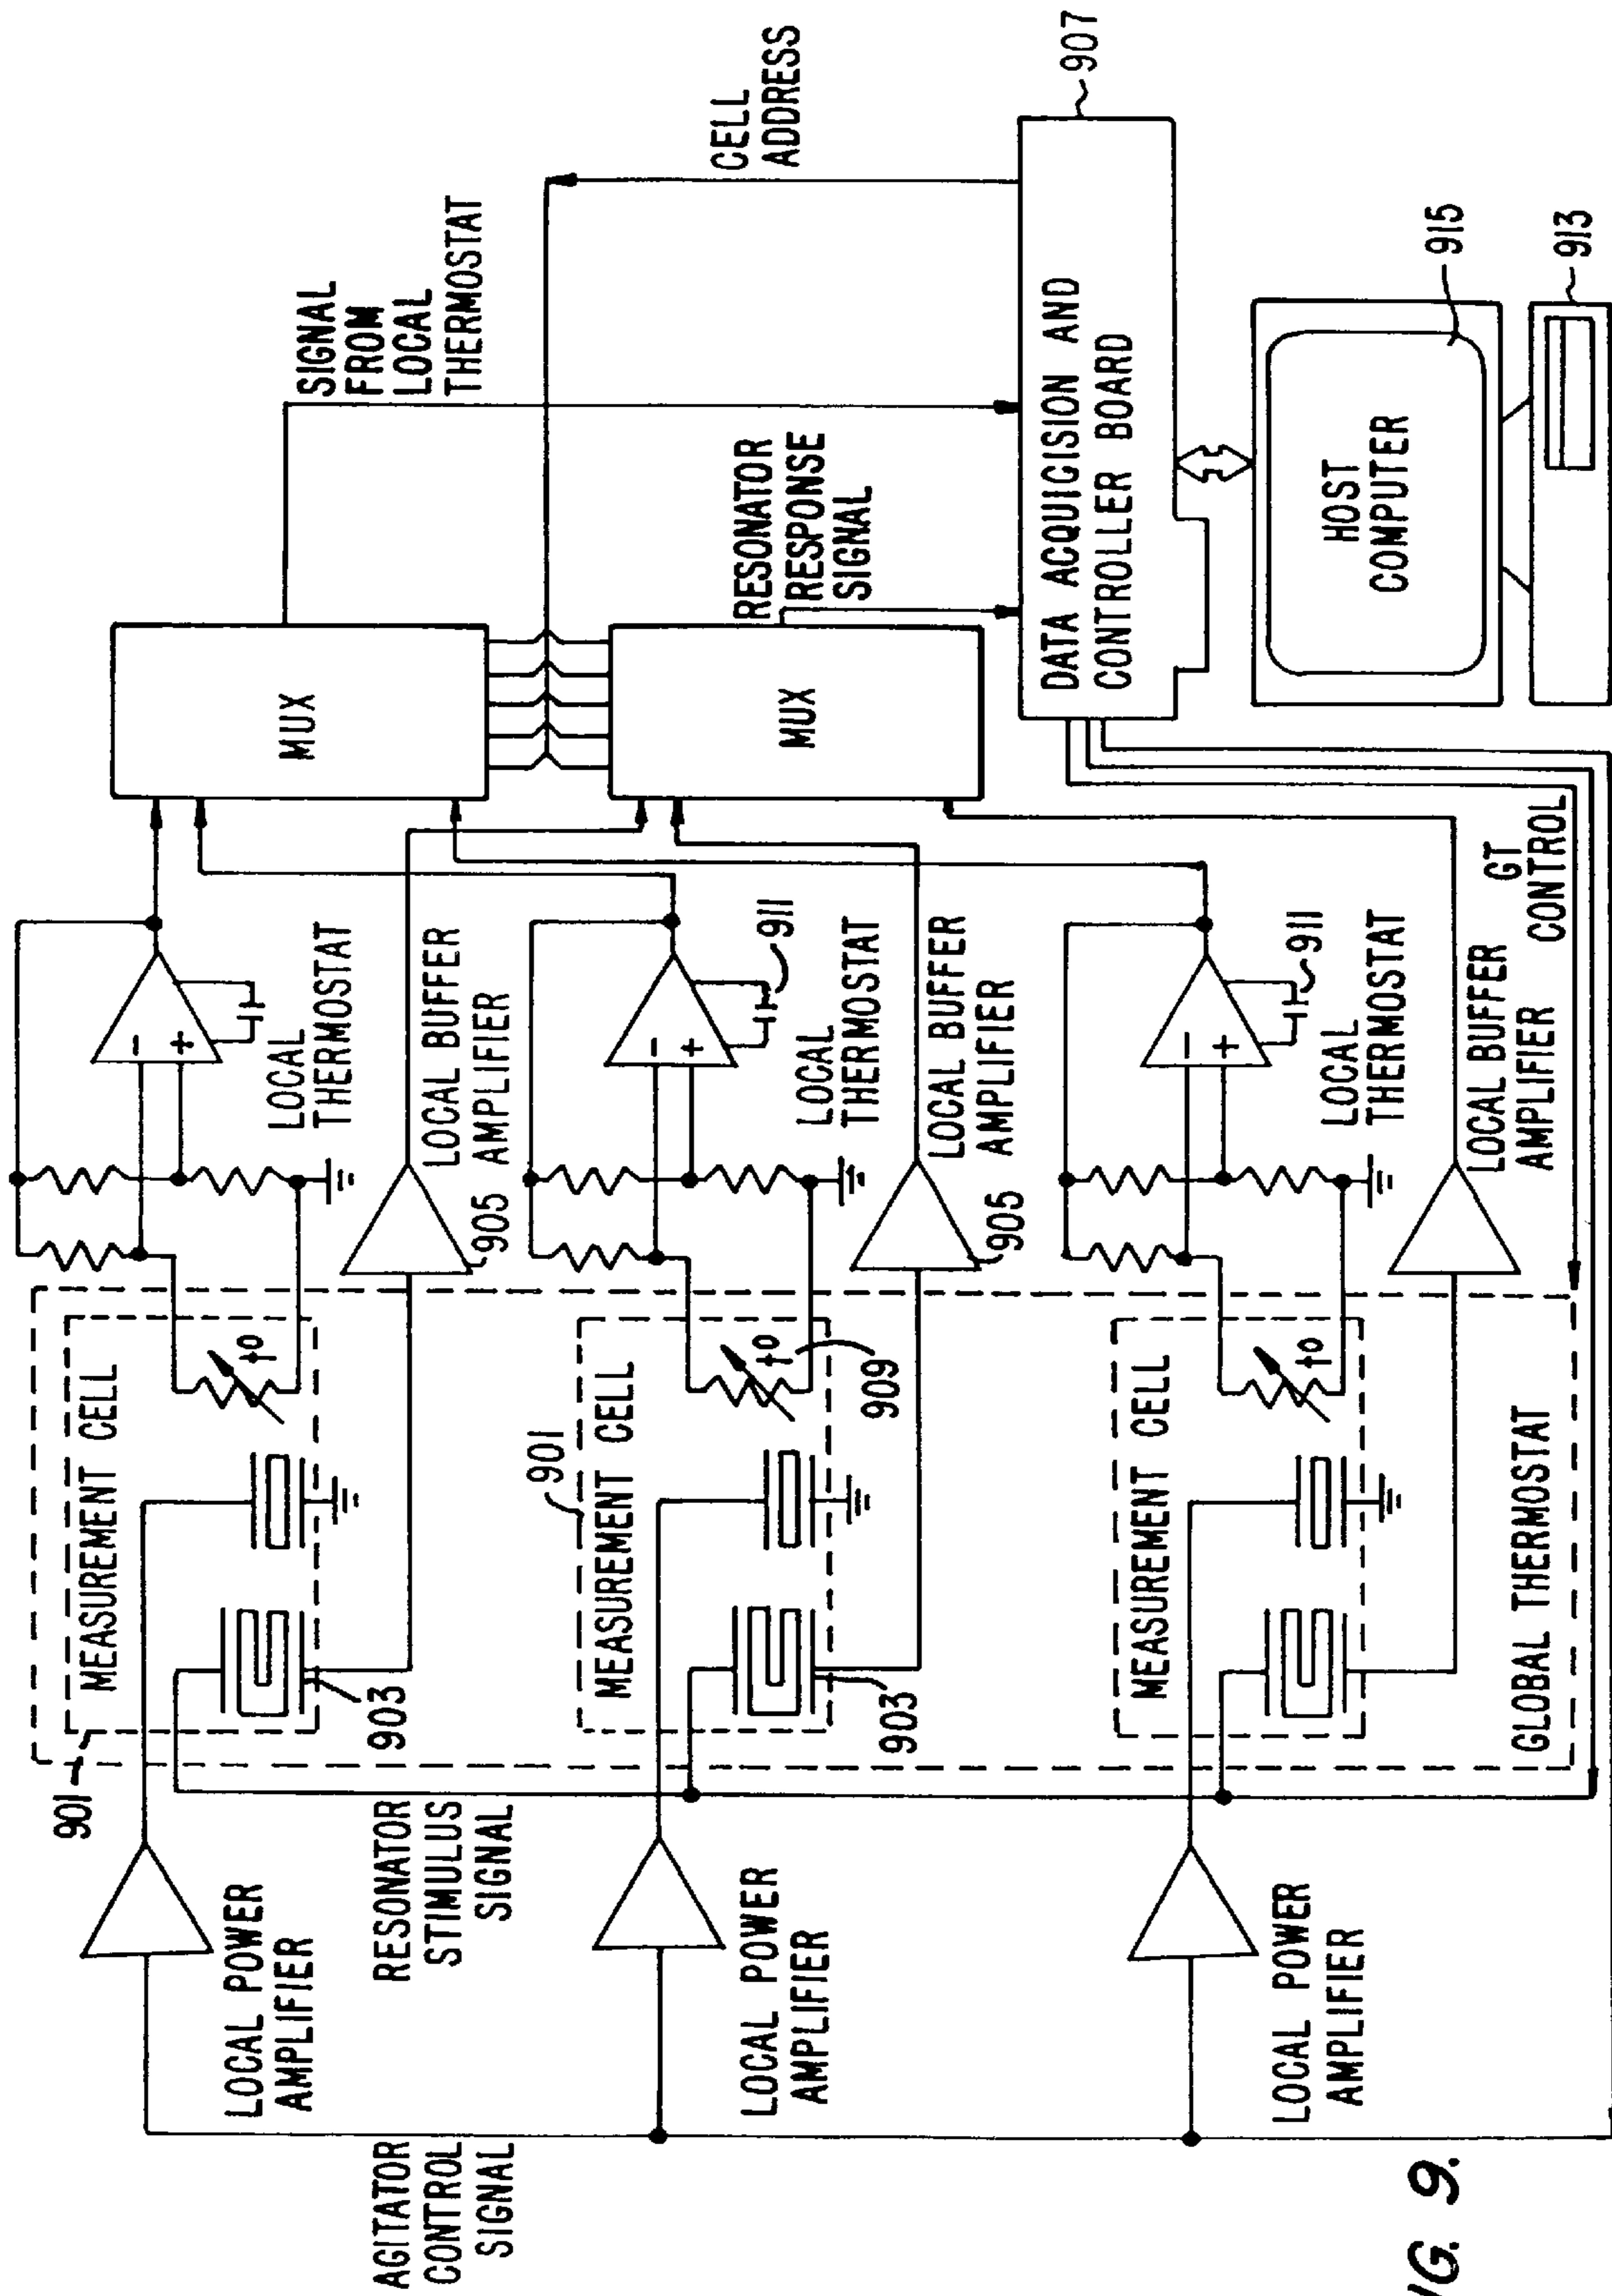 SIGNAL
FROM
LOCAL
THERMOSTAT
CELL
ADDRESS
907
MUX
MUX
RESONATOR
RESPONSE
SIGNAL
DATA ACQUICISION AND
CONTROLLER BOARD
HOST
COMPUTER
915
913
-
+
LOCAL
THERMOSTAT
LOCAL BUFFER
AMPLIFIER
905
-
+
911
LOCAL
THERMOSTAT
LOCAL BUFFER
AMPLIFIER
905
-
+
911
LOCAL
THERMOSTAT
LOCAL BUFFER
AMPLIFIER
GT
CONTROL
MEASUREMENT CELL
t°
901
903
MEASUREMENT CELL
t°
901
909
903
MEASUREMENT CELL
t°
GLOBAL THERMOSTAT
LOCAL POWER
AMPLIFIER
RESONATOR
STIMULUS
SIGNAL
LOCAL POWER
AMPLIFIER
LOCAL POWER
AMPLIFIER
AGITATOR
CONTROL
SIGNAL
IG. 9.